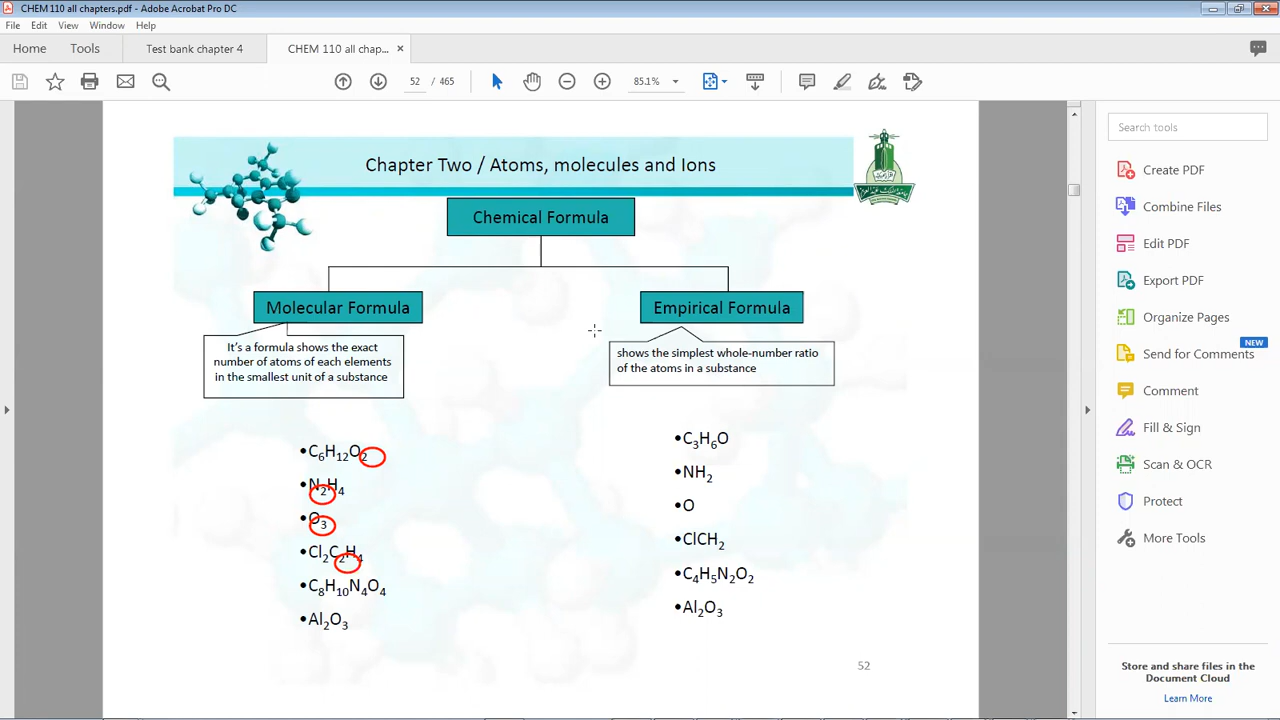 CHEM 110 all chapters.pdf - Adobe Acrobat Pro DC
File Edit View Window Help
Home Tools Test bank chapter 4 CHEM 110 all chap... ×
52 / 465 85.1%
Chapter Two / Atoms, molecules and Ions
Chemical Formula
Molecular Formula
It's a formula shows the exact
number of atoms of each elements
in the smallest unit of a substance
•C₆H₁₂O₂
•N₂H₄
•O₃
•Cl₂C₂H₄
•C₈H₁₀N₄O₄
•Al₂O₃
Empirical Formula
shows the simplest whole-number ratio
of the atoms in a substance
•C₃H₆O
•NH₂
•O
•ClCH₂
•C₄H₅N₂O₂
•Al₂O₃
52
Search tools
Create PDF
Combine Files
Edit PDF
Export PDF
Organize Pages
NEW
Send for Comments
Comment
Fill & Sign
Scan & OCR
Protect
More Tools
Store and share files in the
Document Cloud
Learn More